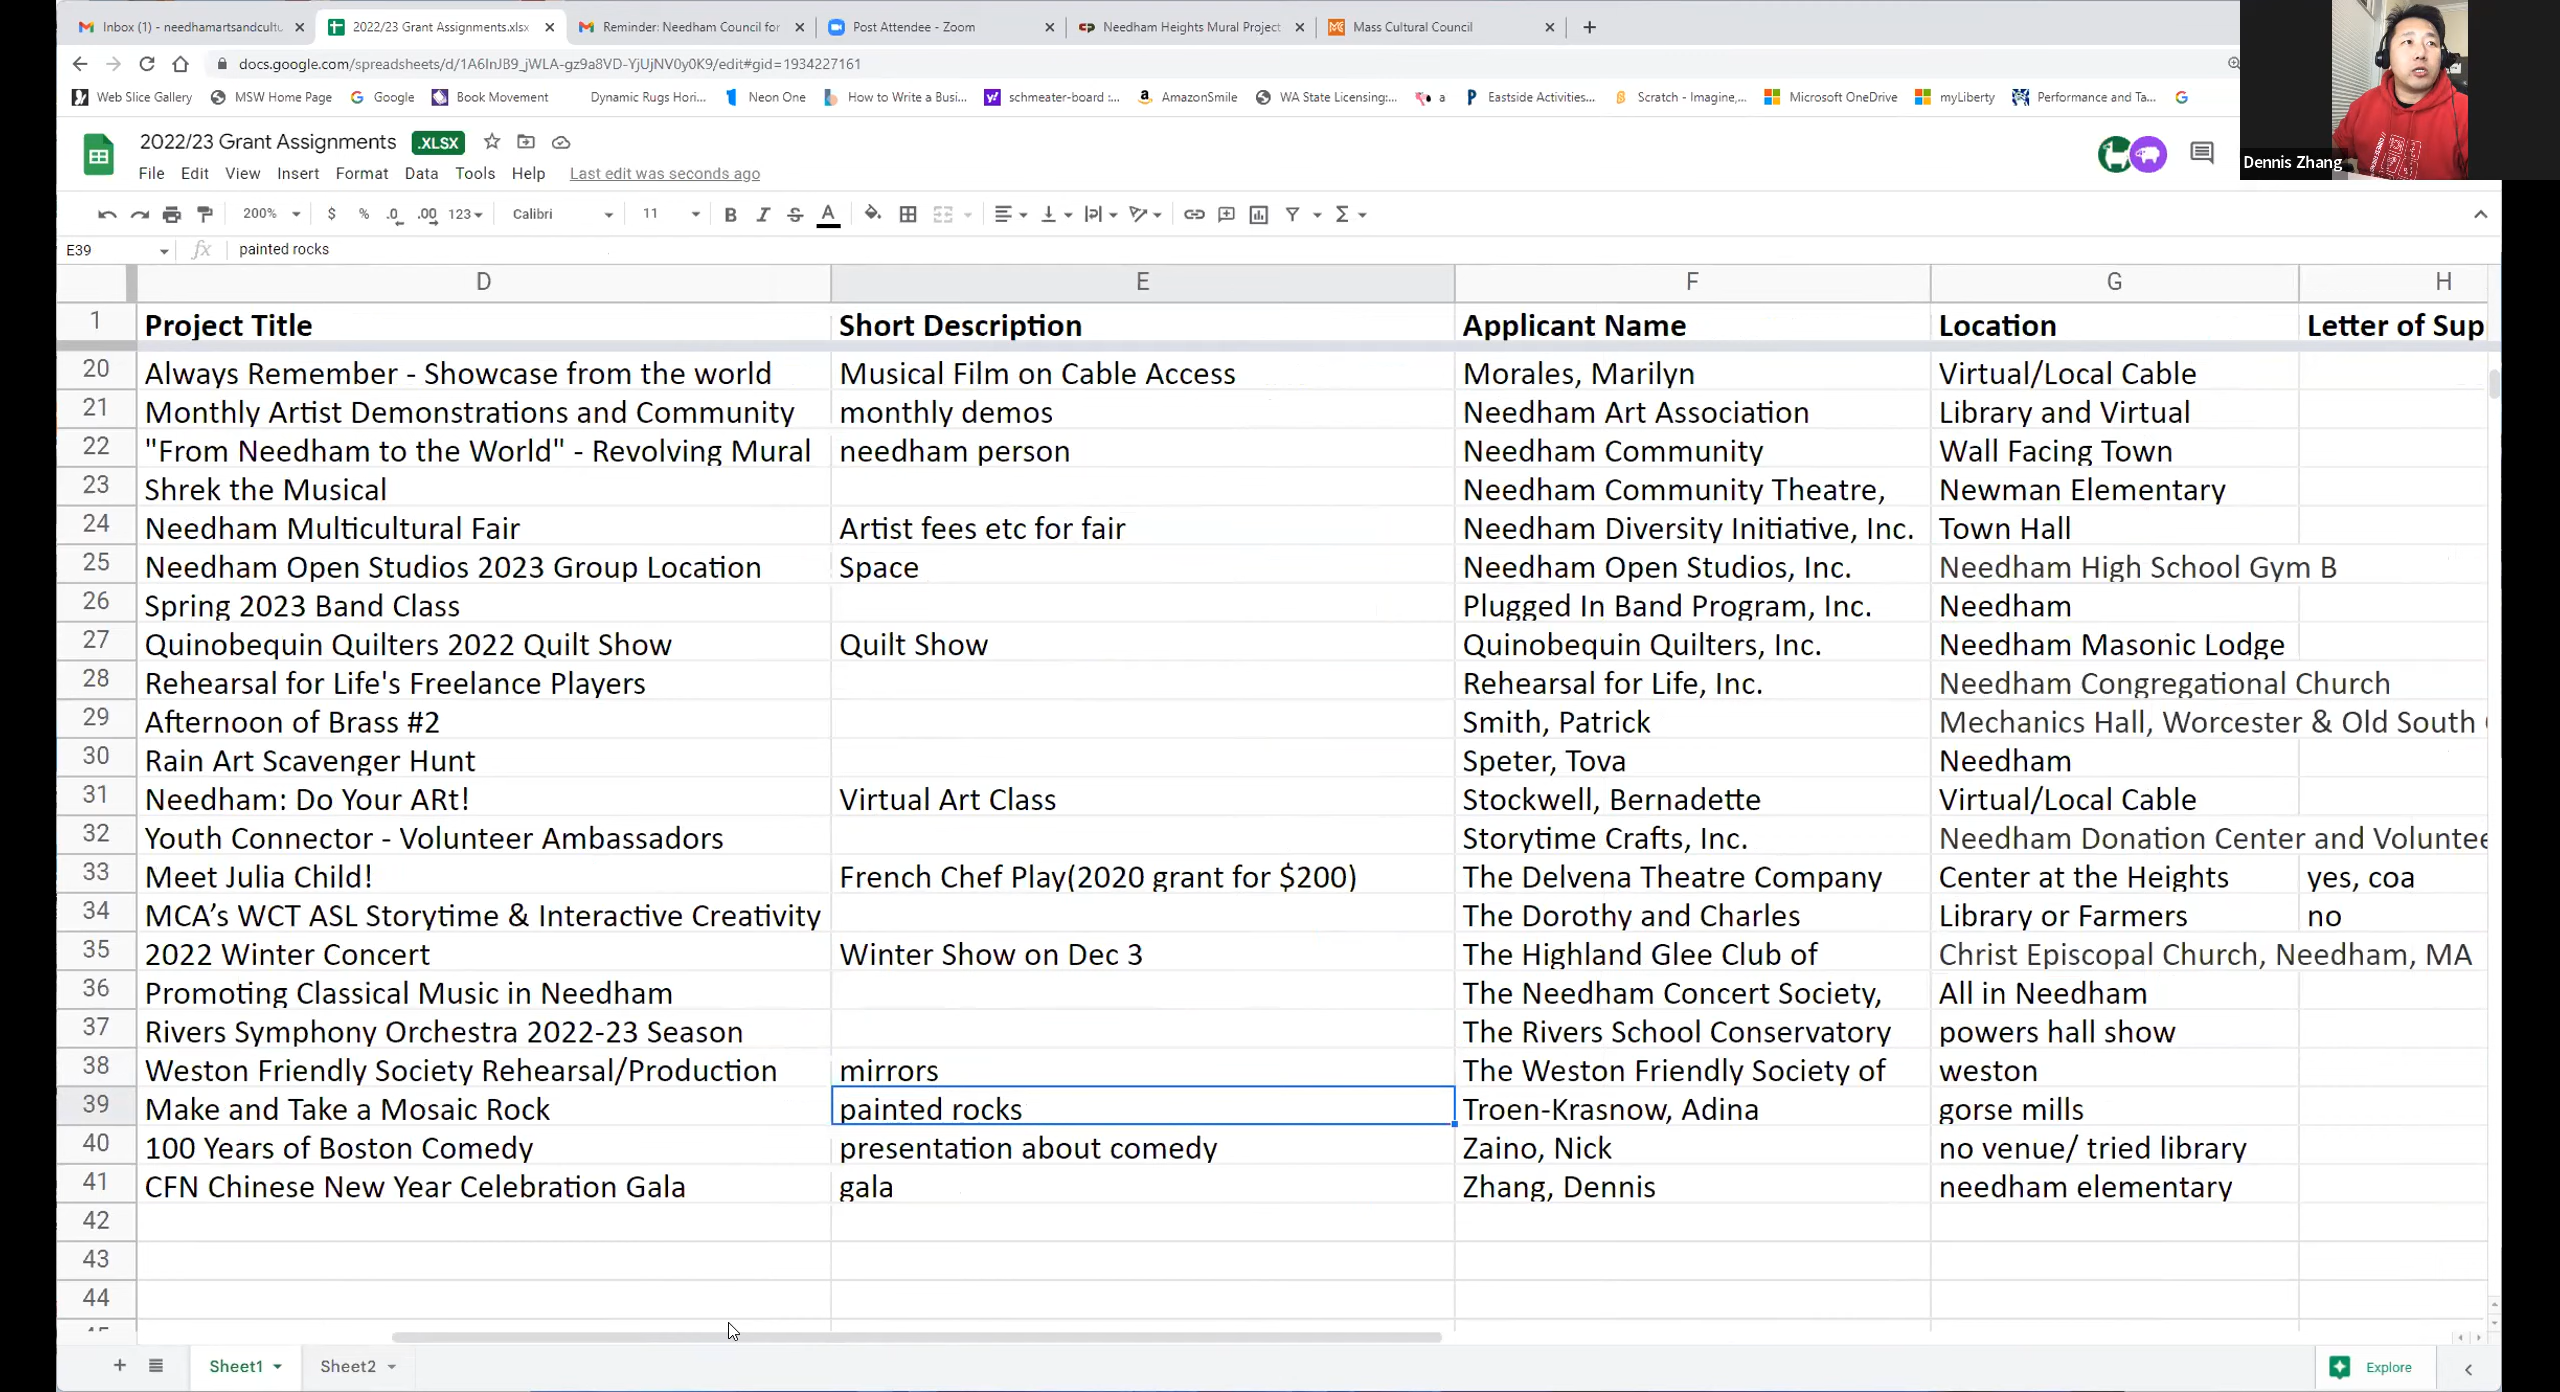 Inbox (1) - needhamartsandcultu
2022/23 Grant Assignments.xlsx
Reminder: Needham Council for
Post Attendee - Zoom
Needham Heights Mural Project
Mass Cultural Council
docs.google.com/spreadsheets/d/1A6InJB9_jWLA-gz9a8VD-YjUjNV0y0K9/edit#gid=1934227161
Web Slice Gallery MSW Home Page Google Book Movement Dynamic Rugs Hori... Neon One How to Write a Busi... schmeater-board :... AmazonSmile WA State Licensing:... a Eastside Activities... Scratch - Imagine,... Microsoft OneDrive myLiberty Performance and Ta...
Dennis Zhang
2022/23 Grant Assignments .XLSX
File Edit View Insert Format Data Tools Help Last edit was seconds ago
200% $ % .0 .00 123 Calibri 11 B I S A
E39 fx painted rocks
D E F G H
1 Project Title Short Description Applicant Name Location Letter of Sup
20 Always Remember - Showcase from the world Musical Film on Cable Access Morales, Marilyn Virtual/Local Cable
21 Monthly Artist Demonstrations and Community monthly demos Needham Art Association Library and Virtual
22 "From Needham to the World" - Revolving Mural needham person Needham Community Wall Facing Town
23 Shrek the Musical Needham Community Theatre, Newman Elementary
24 Needham Multicultural Fair Artist fees etc for fair Needham Diversity Initiative, Inc. Town Hall
25 Needham Open Studios 2023 Group Location Space Needham Open Studios, Inc. Needham High School Gym B
26 Spring 2023 Band Class Plugged In Band Program, Inc. Needham
27 Quinobequin Quilters 2022 Quilt Show Quilt Show Quinobequin Quilters, Inc. Needham Masonic Lodge
28 Rehearsal for Life's Freelance Players Rehearsal for Life, Inc. Needham Congregational Church
29 Afternoon of Brass #2 Smith, Patrick Mechanics Hall, Worcester & Old South
30 Rain Art Scavenger Hunt Speter, Tova Needham
31 Needham: Do Your ARt! Virtual Art Class Stockwell, Bernadette Virtual/Local Cable
32 Youth Connector - Volunteer Ambassadors Storytime Crafts, Inc. Needham Donation Center and Voluntee
33 Meet Julia Child! French Chef Play(2020 grant for $200) The Delvena Theatre Company Center at the Heights yes, coa
34 MCA’s WCT ASL Storytime & Interactive Creativity The Dorothy and Charles Library or Farmers no
35 2022 Winter Concert Winter Show on Dec 3 The Highland Glee Club of Christ Episcopal Church, Needham, MA
36 Promoting Classical Music in Needham The Needham Concert Society, All in Needham
37 Rivers Symphony Orchestra 2022-23 Season The Rivers School Conservatory powers hall show
38 Weston Friendly Society Rehearsal/Production mirrors The Weston Friendly Society of weston
39 Make and Take a Mosaic Rock painted rocks Troen-Krasnow, Adina gorse mills
40 100 Years of Boston Comedy presentation about comedy Zaino, Nick no venue/ tried library
41 CFN Chinese New Year Celebration Gala gala Zhang, Dennis needham elementary
42
43
44
Sheet1 Sheet2 Explore